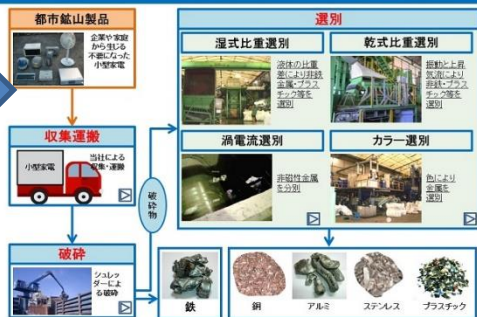 都市鉱山製品
企業や家庭
から生じる
不要になった
小型家電
収集運搬
小型家電
当社による
収集・運搬
破砕
シュレッ
ダーによ
る破砕
破砕物
選別
湿式比重選別
液体の比重
差により非鉄
金属・プラス
チック等を
選別
乾式比重選別
振動と上昇
気流により
非鉄・プラス
チック等を
選別
渦電流選別
非磁性金属
を分別
カラー選別
色により
金属を
選別
鉄
銅
アルミ
ステンレス
プラスチック